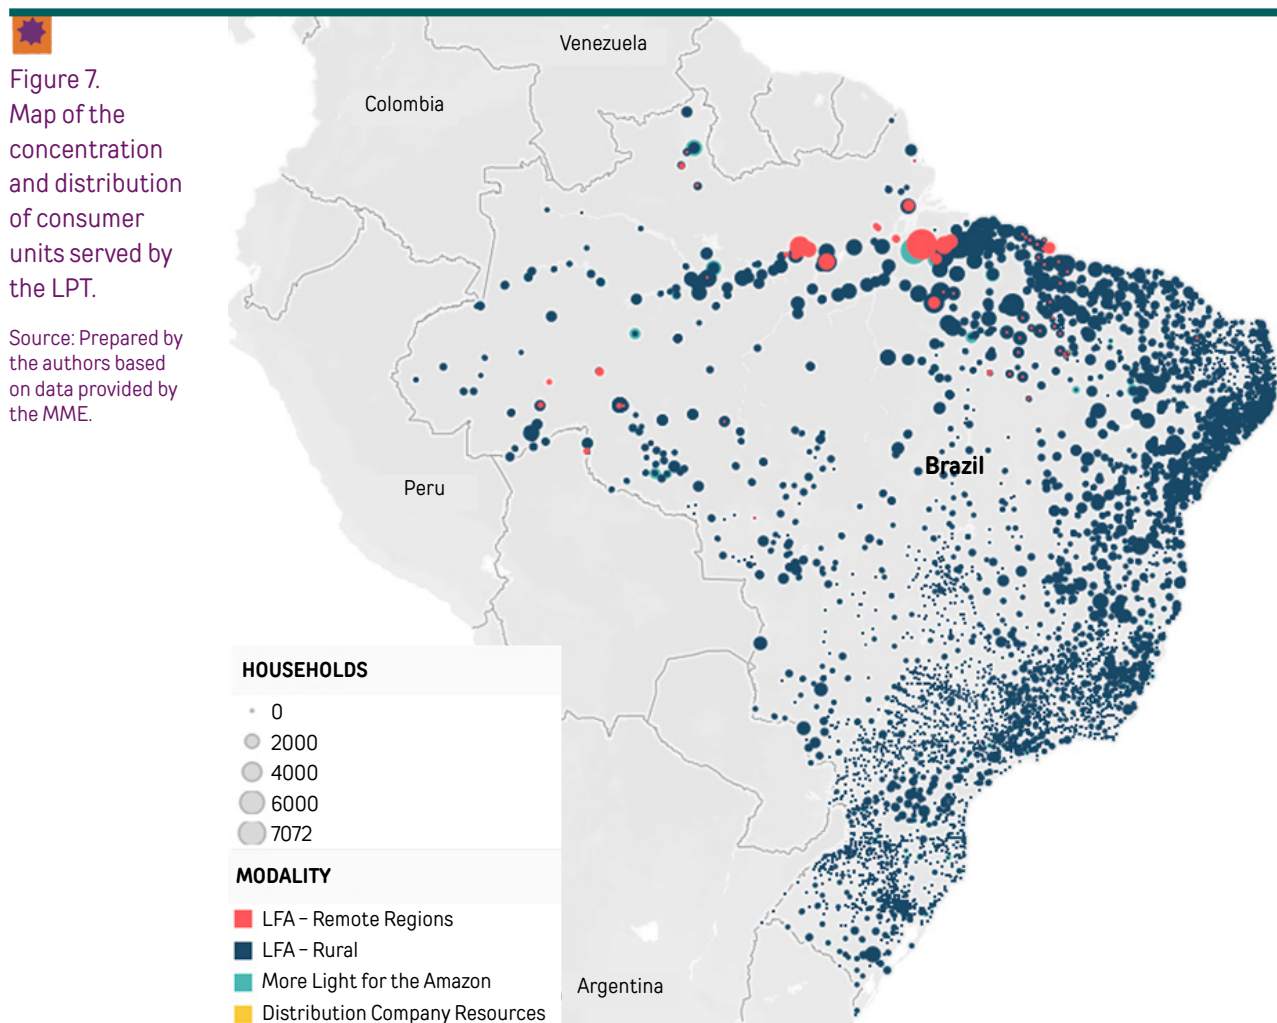 Figure 7.
Map of the
concentration
and distribution
of consumer
units served by
the LPT.
Source: Prepared by
the authors based
on data provided by
the MME.
Venezuela
Colombia
Brazil
Peru
Argentina
HOUSEHOLDS
0
2000
4000
6000
7072
MODALITY
LFA – Remote Regions
LFA – Rural
More Light for the Amazon
Distribution Company Resources